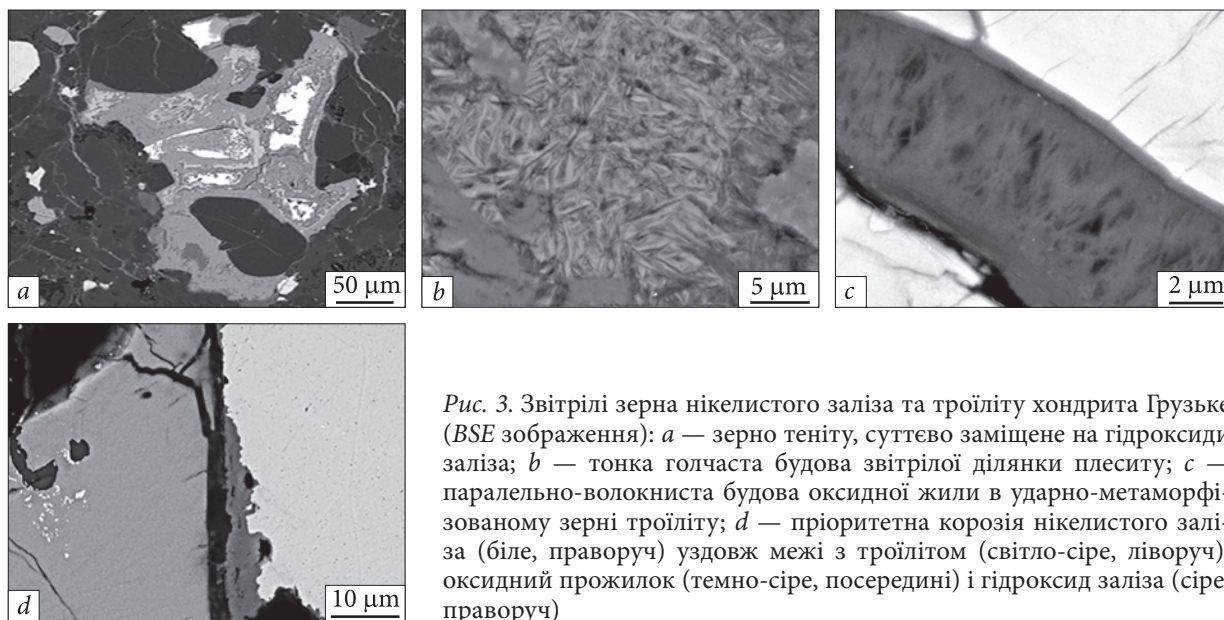 a
50 µm
b
5 µm
c
2 µm
d
10 µm
Рис. 3. Звітрілі зерна нікелистого заліза та троїліту хондрита Грузьке
(BSE зображення): a — зерно теніту, суттєво заміщене на гідроксиди
заліза; b — тонка голчаста будова звітрілої ділянки плеситу; c —
паралельно-волокниста будова оксидної жили в ударно-метаморфі-
зованому зерні троїліту; d — пріоритетна корозія нікелистого залі-
за (біле, праворуч) уздовж межі з троїлітом (світло-сіре, ліворуч)
оксидний прожилок (темно-сіре, посередині) і гідроксид заліза (сіре
праворуч)